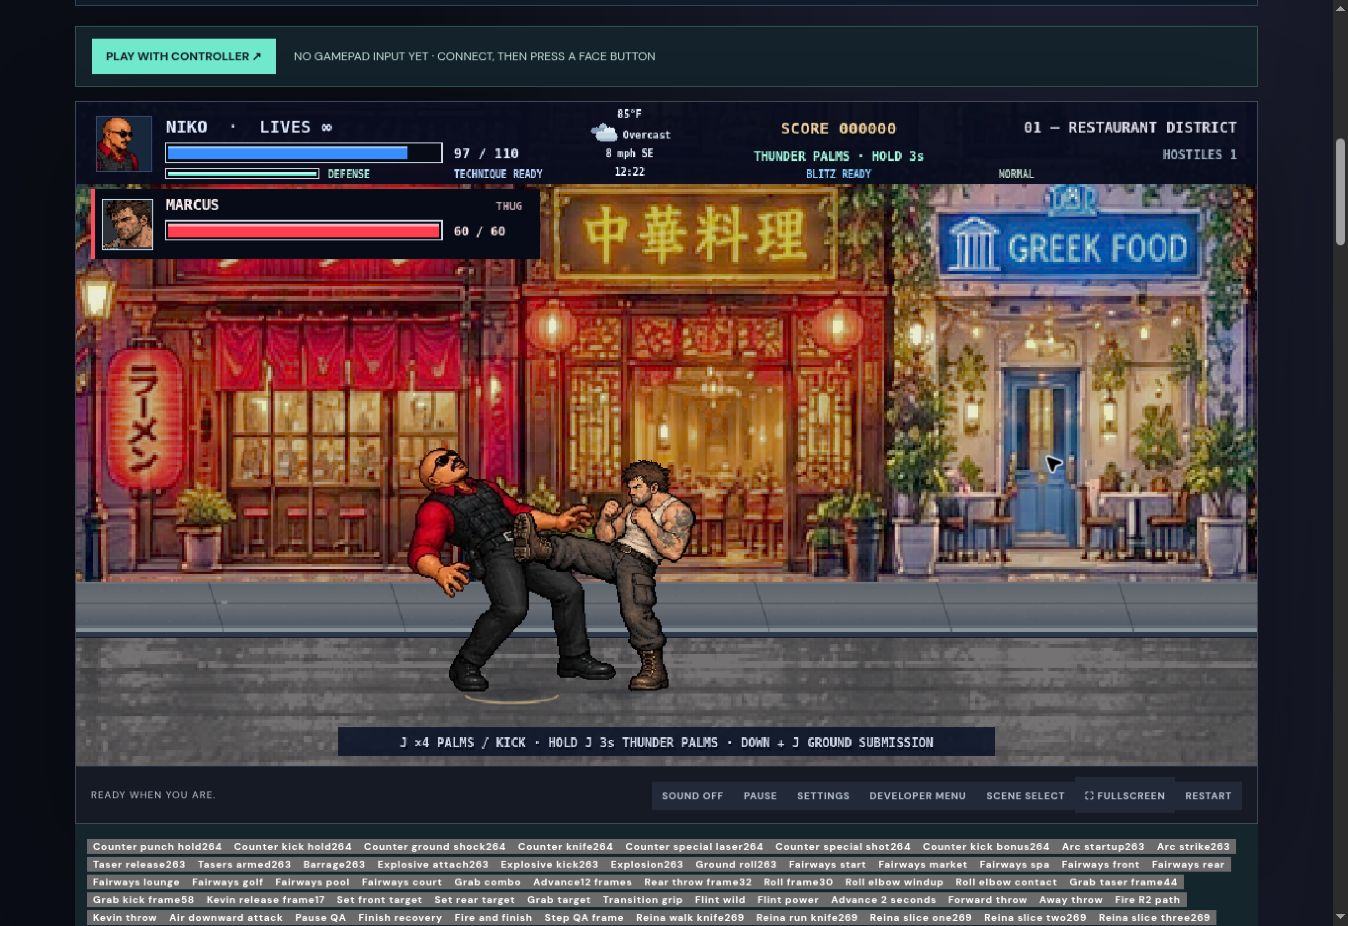 PLAY WITH CONTROLLER ↗ NO GAMEPAD INPUT YET · CONNECT, THEN PRESS A FACE BUTTON
NIKO · LIVES ∞
97 / 110
DEFENSE
TECHNIQUE READY
85°F
Overcast
8 mph SE
12:22
SCORE 000000
THUNDER PALMS · HOLD 3s
BLITZ READY
01 — RESTAURANT DISTRICT
HOSTILES 1
NORMAL
MARCUS
THUG
60 / 60
中華料理
GREEK FOOD
ラーメン
J ×4 PALMS / KICK · HOLD J 3s THUNDER PALMS · DOWN + J GROUND SUBMISSION
READY WHEN YOU ARE.
SOUND OFF PAUSE SETTINGS DEVELOPER MENU SCENE SELECT ⛶ FULLSCREEN RESTART
Counter punch hold264 Counter kick hold264 Counter ground shock264 Counter knife264 Counter special laser264 Counter special shot264 Counter kick bonus264 Arc startup263 Arc strike263
Taser release263 Tasers armed263 Barrage263 Explosive attach263 Explosive kick263 Explosion263 Ground roll263 Fairways start Fairways market Fairways spa Fairways front Fairways rear
Fairways lounge Fairways golf Fairways pool Fairways court Grab combo Advance12 frames Rear throw frame32 Roll frame30 Roll elbow windup Roll elbow contact Grab taser frame44
Grab kick frame58 Kevin release frame17 Set front target Set rear target Grab target Transition grip Flint wild Flint power Advance 2 seconds Forward throw Away throw Fire R2 path
Kevin throw Air downward attack Pause QA Finish recovery Fire and finish Step QA frame Reina walk knife269 Reina run knife269 Reina slice one269 Reina slice two269 Reina slice three269